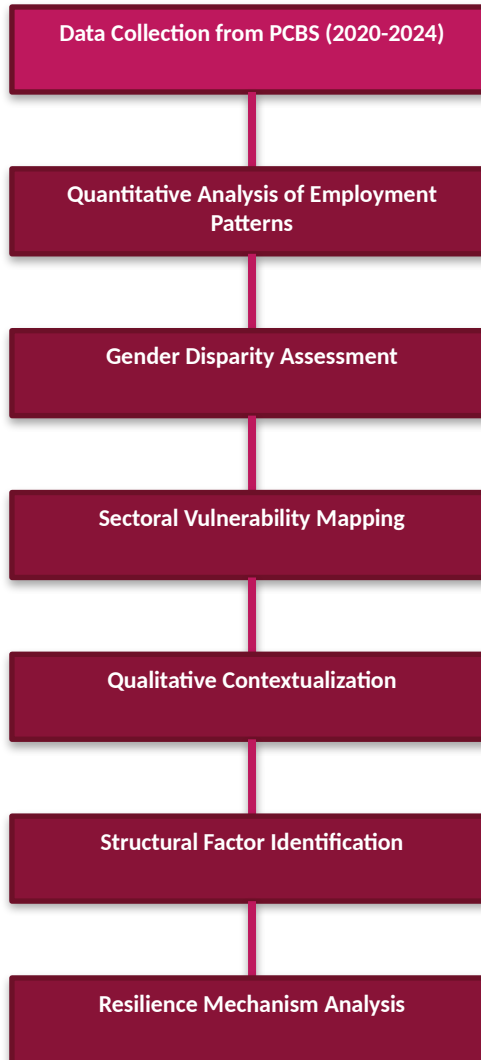 Data Collection from PCBS (2020-2024)
Quantitative Analysis of Employment
Patterns
Gender Disparity Assessment
Sectoral Vulnerability Mapping
Qualitative Contextualization
Structural Factor Identification
Resilience Mechanism Analysis